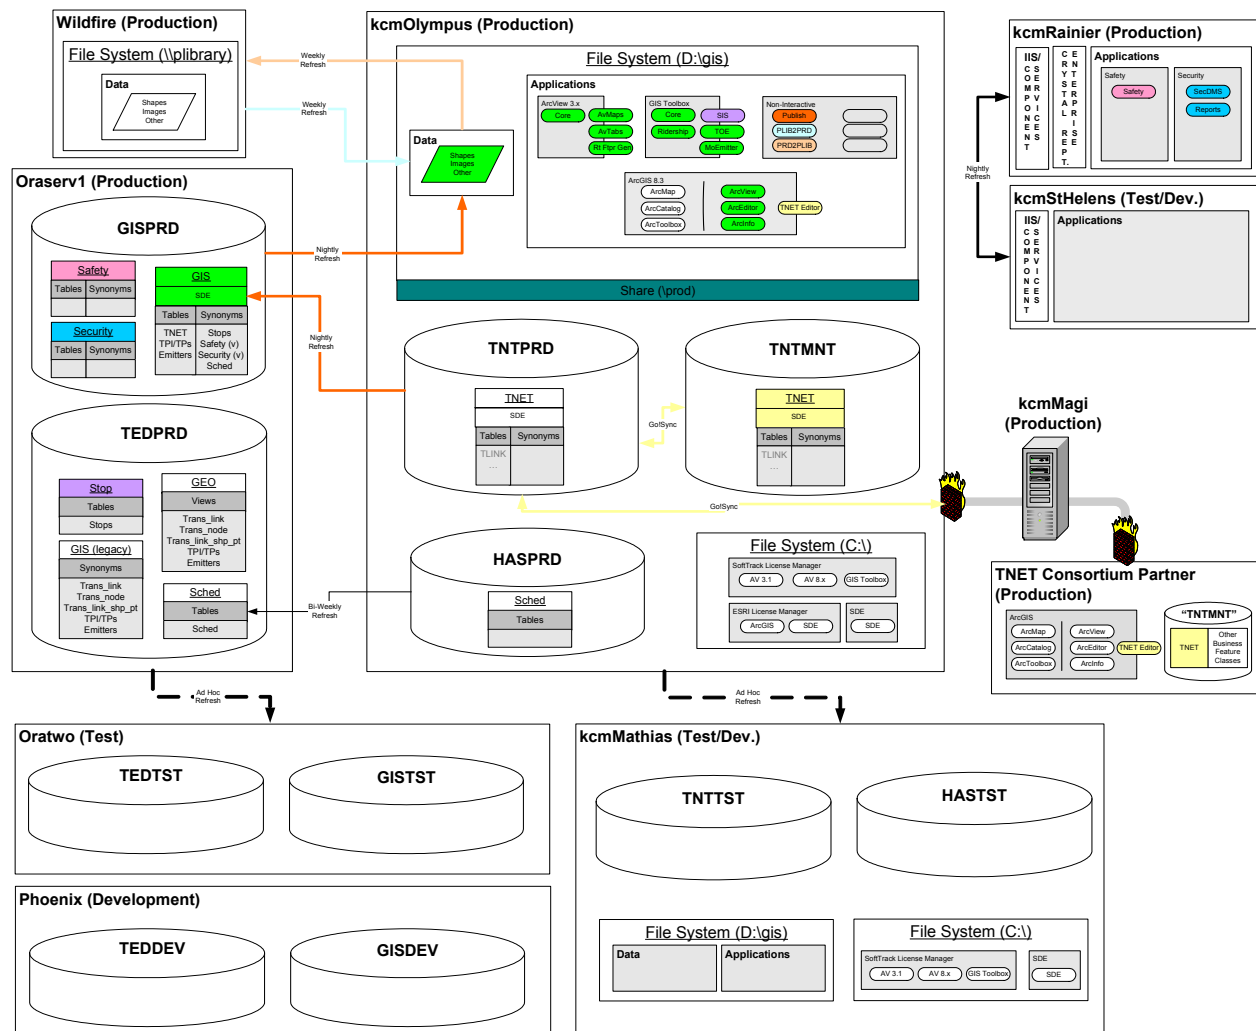 Wildfire (Production)
File System (\\plibrary)
Data
Shapes
Images
Other
Weekly
Refresh
Weekly
Refresh
kcmOlympus (Production)
File System (D:\gis)
Applications
ArcView 3.x
Core
AvMaps
AvTabs
Rt Ftpr Gen
GIS Toolbox
Core
SIS
Ridership
TOE
MoEmitter
Non-Interactive
Publish
PLIB2PRD
PRD2PLIB
ArcGIS 8.3
ArcMap
ArcCatalog
ArcToolbox
ArcView
ArcEditor
ArcInfo
TNET Editor
Data
Shapes
Images
Other
Share (\prod)
kcmRainier (Production)
IIS/
COMPONENT
SERVICES
CRYSTAL REPT.
ENTERPRISE
Applications
Safety
Safety
Security
SecDMS
Reports
Nightly
Refresh
kcmStHelens (Test/Dev.)
IIS/
COMPONENT
SERVICES
Applications
Oraserv1 (Production)
GISPRD
Safety
Tables Synonyms
Security
Tables Synonyms
GIS
SDE
Tables Synonyms
TNET
TPI/TPs
Emitters
Stops
Safety (v)
Security (v)
Sched
Nightly
Refresh
Nightly
Refresh
TEDPRD
Stop
Tables
Stops
GIS (legacy)
Synonyms
Trans_link
Trans_node
Trans_link_shp_pt
TPI/TPs
Emitters
GEO
Views
Trans_link
Trans_node
Trans_link_shp_pt
TPI/TPs
Emitters
Sched
Tables
Sched
Bi-Weekly
Refresh
TNTPRD
TNET
SDE
Tables Synonyms
TLINK
...
Go!Sync
TNTMNT
TNET
SDE
Tables Synonyms
Go!Sync
HASPRD
Sched
Tables
File System (C:\)
SoftTrack License Manager
AV 3.1
AV 8.x
GIS Toolbox
ESRI License Manager
ArcGIS
SDE
SDE
SDE
kcmMagi
(Production)
TNET Consortium Partner
(Production)
ArcGIS
ArcMap
ArcCatalog
ArcToolbox
ArcView
ArcEditor
ArcInfo
TNET Editor
“TNTMNT”
TNET
Other
Business
Feature
Classes
Ad Hoc
Refresh
Ad Hoc
Refresh
Oratwo (Test)
TEDTST
GISTST
Phoenix (Development)
TEDDEV
GISDEV
kcmMathias (Test/Dev.)
TNTTST
HASTST
File System (D:\gis)
Data
Applications
File System (C:\)
SoftTrack License Manager
AV 3.1
AV 8.x
GIS Toolbox
SDE
SDE